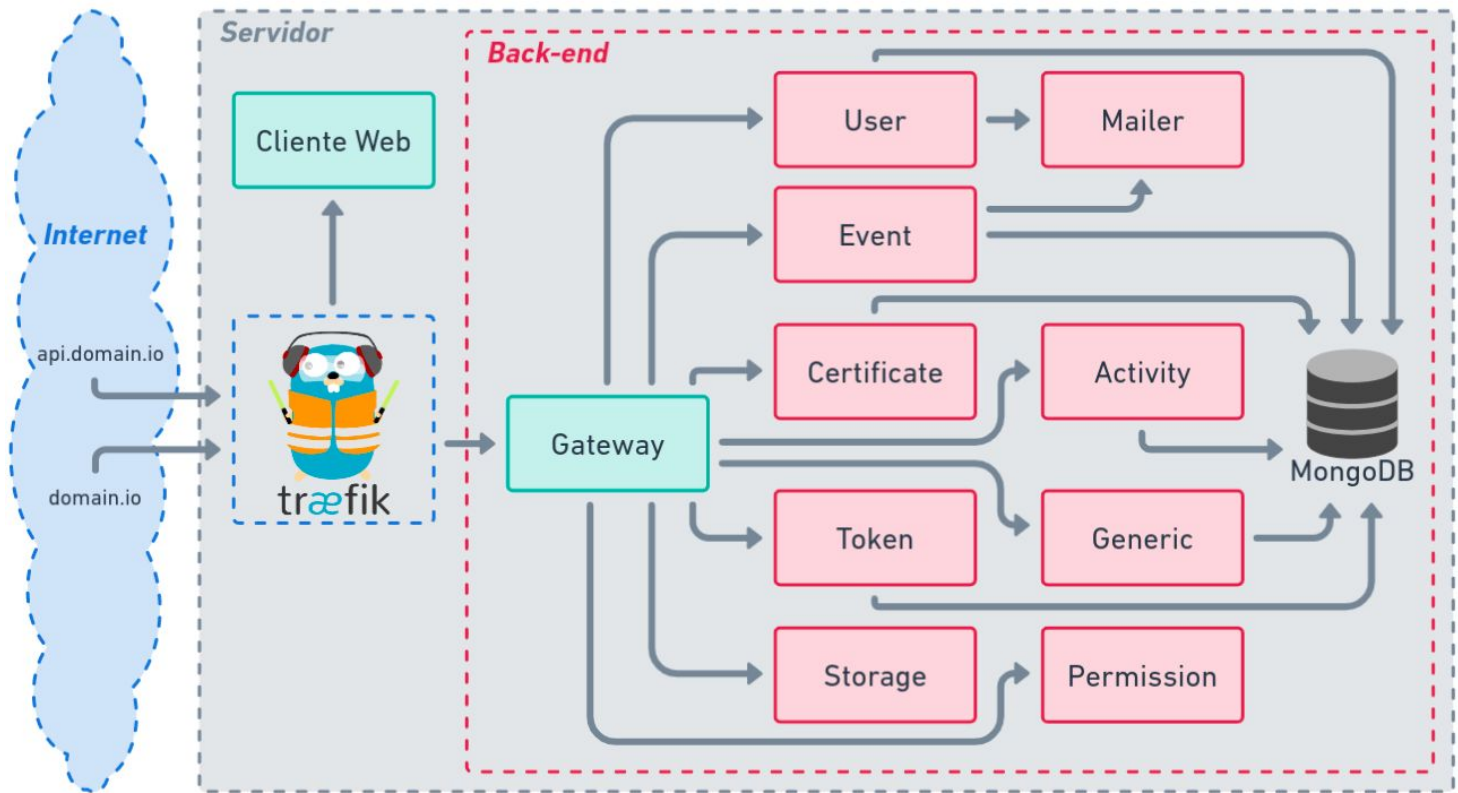 Servidor
Back-end
Cliente Web
User
Mailer
Internet
Event
api.domain.io
Certificate
Activity
Gateway
MongoDB
domain.io
træfik
Token
Generic
Storage
Permission